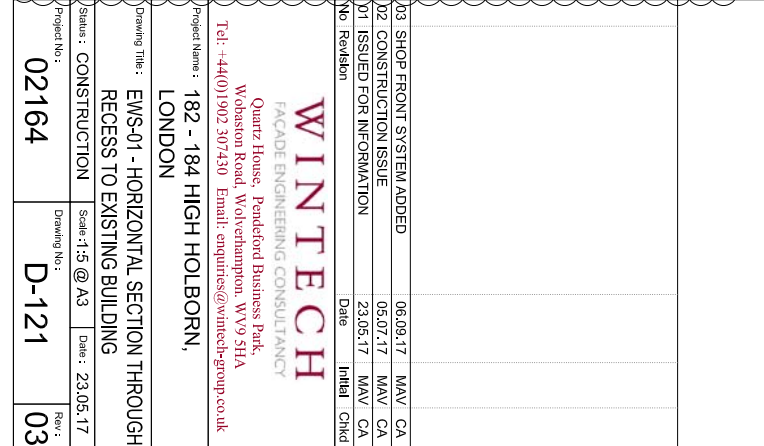 03 SHOP FRONT SYSTEM ADDED 06.09.17 MAV CA
02 CONSTRUCTION ISSUE 05.07.17 MAV CA
01 ISSUED FOR INFORMATION 23.05.17 MAV CA
No Revision Date Initial Chkd
WINTECH
FAÇADE ENGINEERING CONSULTANCY
Quartz House, Pendeford Business Park,
Wobaston Road, Wolverhampton. WV9 5HA
Tel: +44(0)1902 307430 Email: enquiries@wintech-group.co.uk
Project Name: 182 - 184 HIGH HOLBORN,
LONDON
Drawing Title: EWS-01 - HORIZONTAL SECTION THROUGH
RECESS TO EXISTING BUILDING
Status: CONSTRUCTION Scale: 1:5 @ A3 Date: 23.05.17
Project No: Drawing No: Rev:
02164 D-121 03